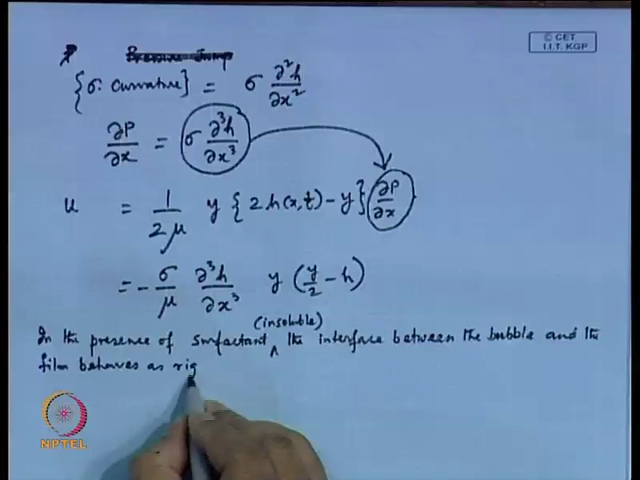 © CET
I.I.T. KGP
{σ. Curvature} = σ ∂²h/∂x²
∂P/∂x = σ ∂³h/∂x³
u = 1/2μ y {2h(x,t) - y} ∂P/∂x
= - σ/μ ∂³h/∂x³ y (y/2 - h)
(insoluble)
In the presence of surfactant ∧ the interface between the bubble and the
film behaves as rig
NPTEL